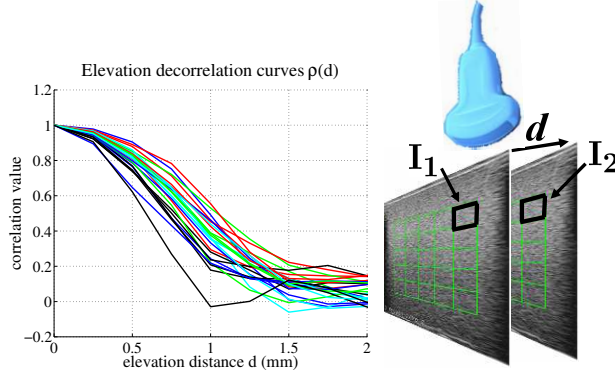 Elevation decorrelation curves ρ(d)
correlation value
1.2
1
0.8
0.6
0.4
0.2
0
−0.2
0
0.5
1
1.5
2
elevation distance d (mm)
d
I1
I2